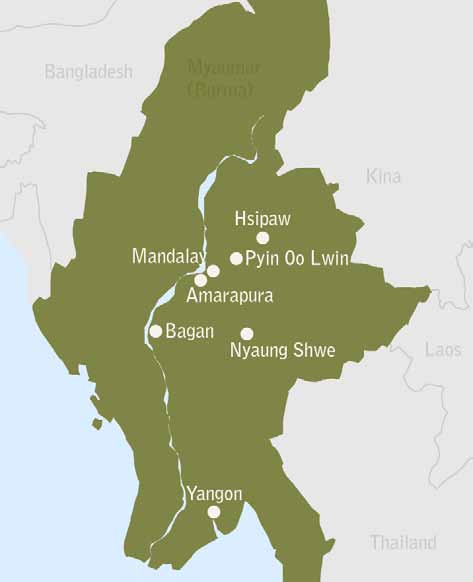 Bangladesh
Myanmar
(Burma)
Kina
Hsipaw
Mandalay
Pyin Oo Lwin
Amarapura
Bagan
Nyaung Shwe
Laos
Yangon
Thailand